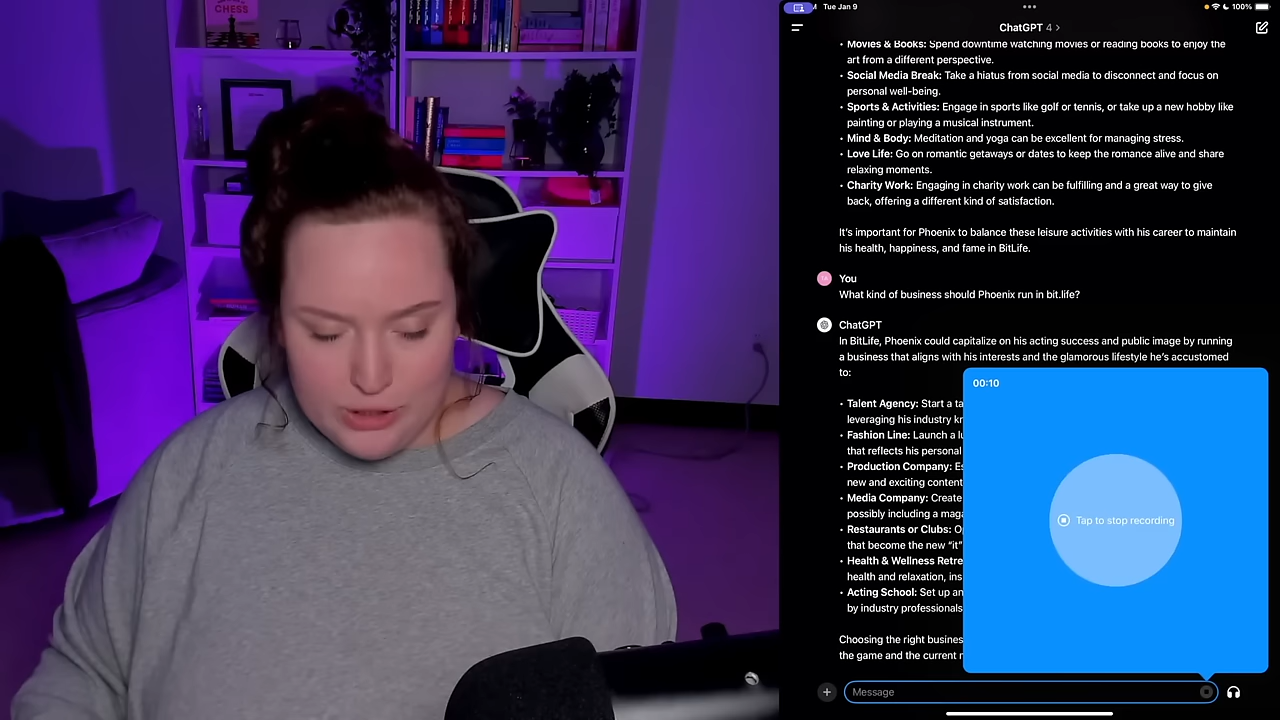 CHESS
Tue Jan 9
100%
ChatGPT 4 >
• Movies & Books: Spend downtime watching movies or reading books to enjoy the
art from a different perspective.
• Social Media Break: Take a hiatus from social media to disconnect and focus on
personal well-being.
• Sports & Activities: Engage in sports like golf or tennis, or take up a new hobby like
painting or playing a musical instrument.
• Mind & Body: Meditation and yoga can be excellent for managing stress.
• Love Life: Go on romantic getaways or dates to keep the romance alive and share
relaxing moments.
• Charity Work: Engaging in charity work can be fulfilling and a great way to give
back, offering a different kind of satisfaction.
It's important for Phoenix to balance these leisure activities with his career to maintain
his health, happiness, and fame in BitLife.
You
What kind of business should Phoenix run in bit.life?
ChatGPT
In BitLife, Phoenix could capitalize on his acting success and public image by running
a business that aligns with his interests and the glamorous lifestyle he's accustomed
to:
• Talent Agency: Start a ta
leveraging his industry kr
• Fashion Line: Launch a lu
that reflects his personal
• Production Company: Es
new and exciting content
• Media Company: Create
possibly including a maga
• Restaurants or Clubs: O
that become the new "it"
• Health & Wellness Retre
health and relaxation, ins
• Acting School: Set up an
by industry professionals
Choosing the right busines
the game and the current r
00:10
Tap to stop recording
Message